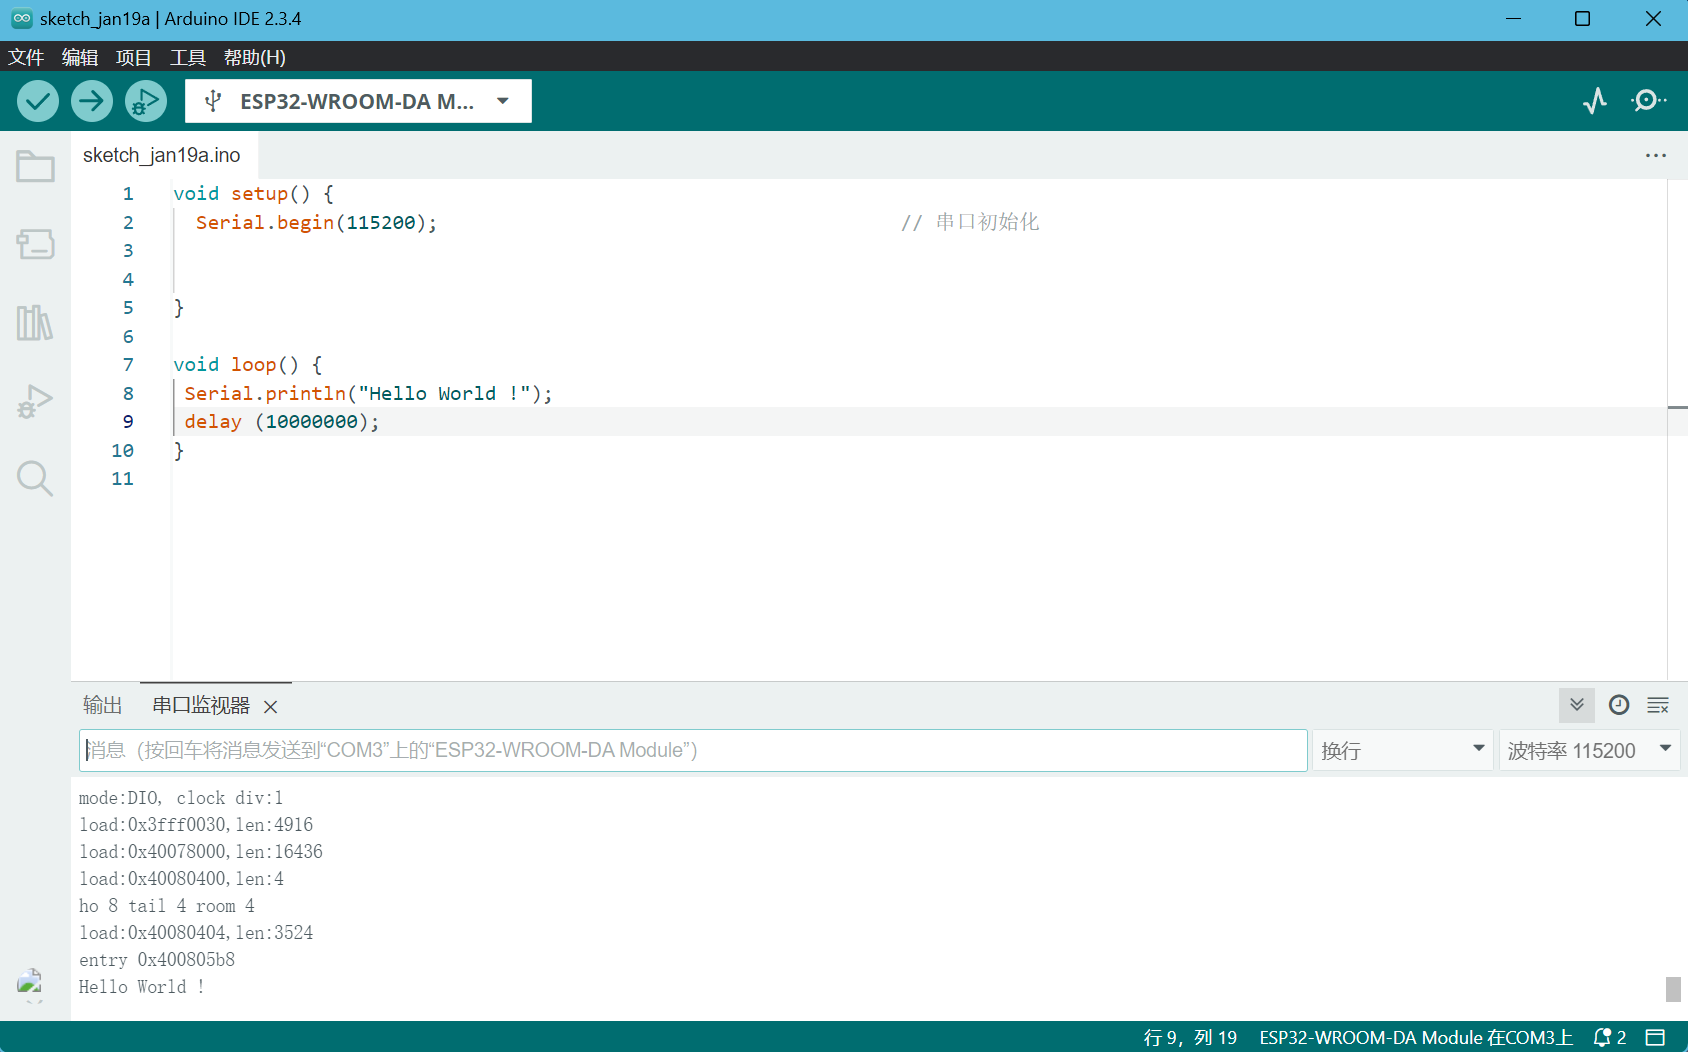 sketch_jan19a | Arduino IDE 2.3.4
文件 编辑 项目 工具 帮助(H)
ESP32-WROOM-DA M...
sketch_jan19a.ino
1 void setup() {
2 Serial.begin(115200); // 串口初始化
3
4
5 }
6
7 void loop() {
8 Serial.println("Hello World !");
9 delay (10000000);
10 }
11
输出 串口监视器
消息（按回车将消息发送到“COM3”上的“ESP32-WROOM-DA Module”） 换行 波特率 115200
mode:DIO, clock div:1
load:0x3fff0030,len:4916
load:0x40078000,len:16436
load:0x40080400,len:4
ho 8 tail 4 room 4
load:0x40080404,len:3524
entry 0x400805b8
Hello World !
行 9，列 19 ESP32-WROOM-DA Module 在COM3上 2